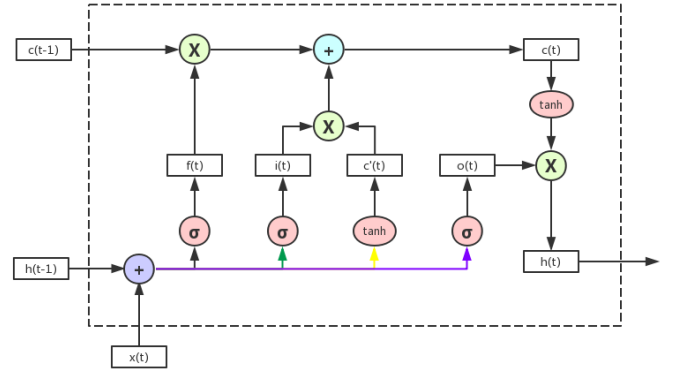 c(t-1)
X
+
c(t)
tanh
X
f(t)
i(t)
c'(t)
o(t)
X
σ
σ
tanh
σ
h(t-1)
+
h(t)
x(t)